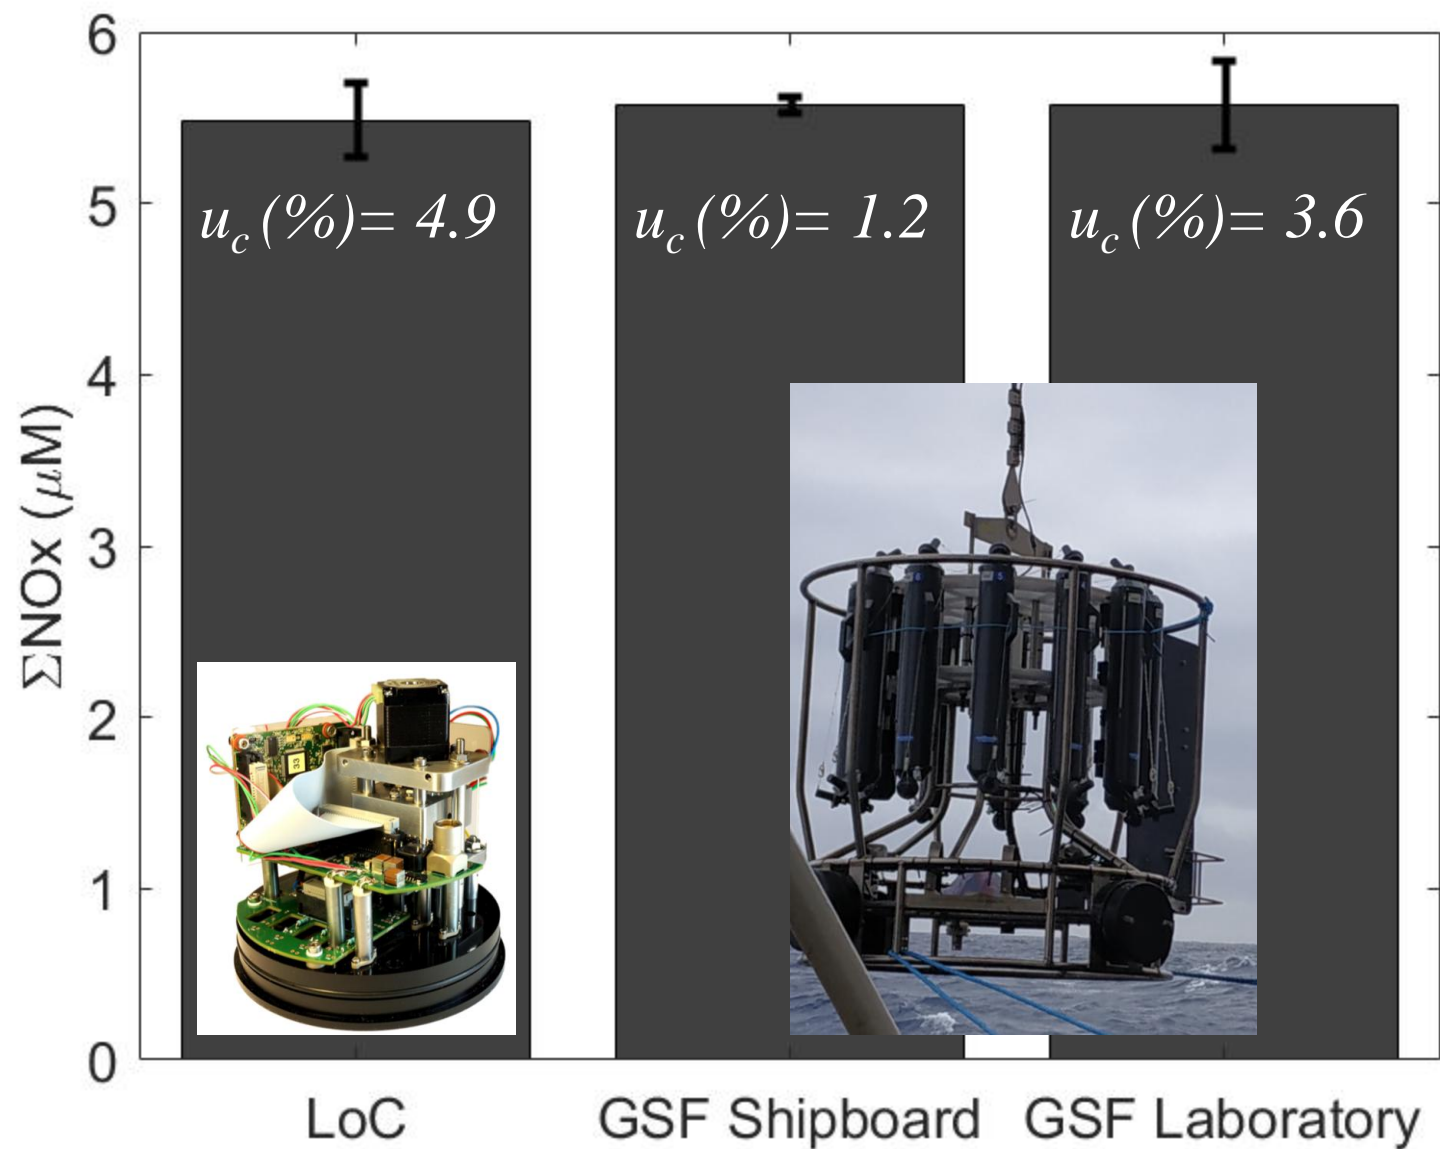 6
5
4
3
2
1
0
ΣNOx (μM)
u_c (%)= 4.9
u_c (%)= 1.2
u_c (%)= 3.6
33
LoC
GSF Shipboard
GSF Laboratory